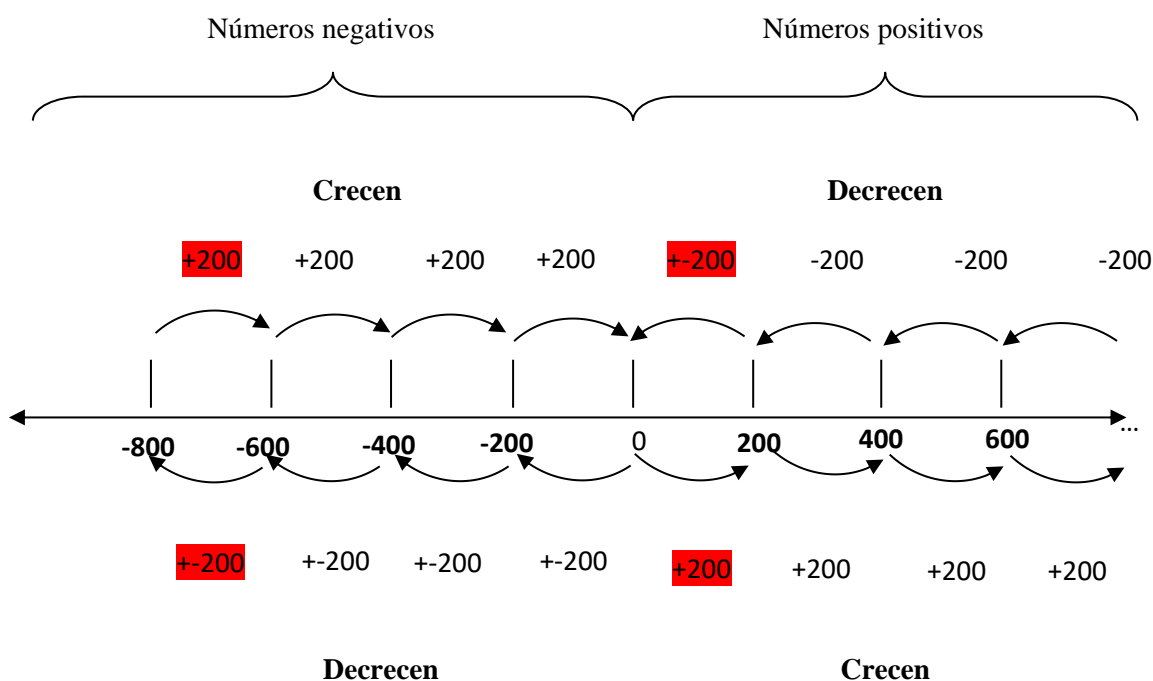 Números negativos Números positivos
Crecen Decrecen
+200 +200 +200 +200 +-200 -200 -200 -200
-800 -600 -400 -200 0 200 400 600 ...
+-200 +-200 +-200 +-200 +200 +200 +200 +200
Decrecen Crecen